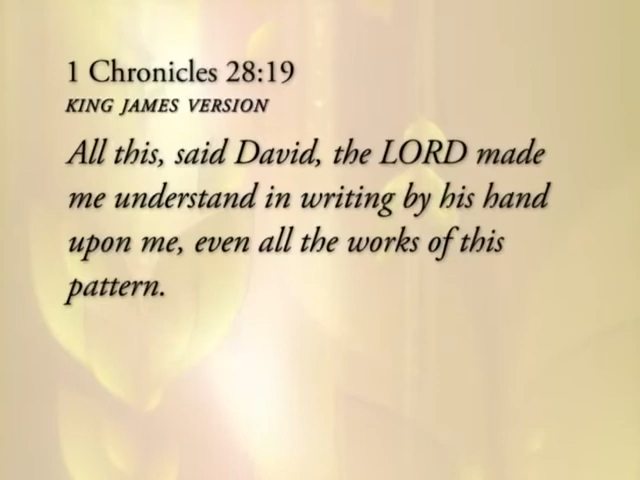 1 Chronicles 28:19
KING JAMES VERSION
All this, said David, the LORD made
me understand in writing by his hand
upon me, even all the works of this
pattern.